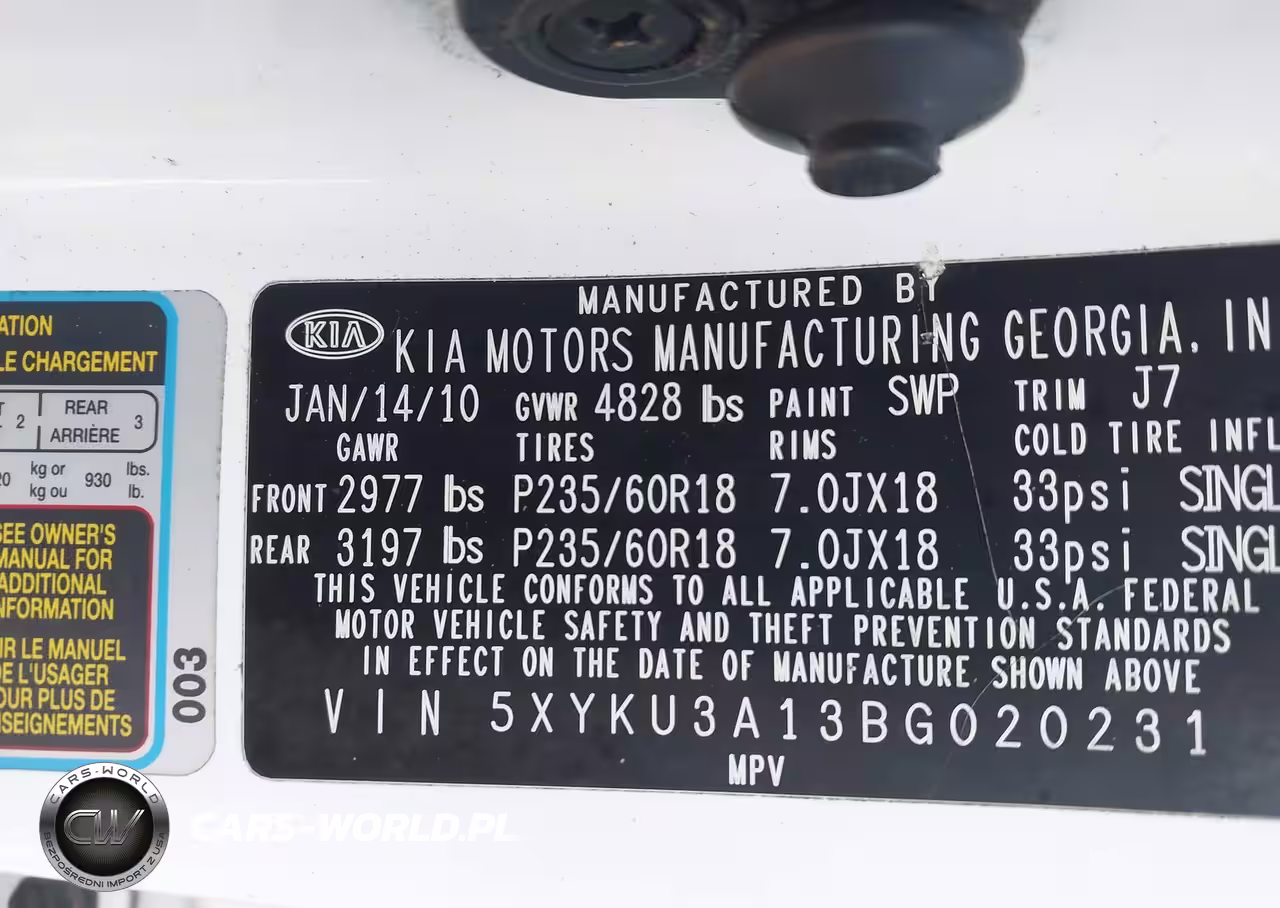 MANUFACTURED BY
KIA KIA MOTORS MANUFACTURING GEORGIA, IN
JAN/14/10 GVWR 4828 lbs PAINT SWP TRIM J7
GAWR TIRES RIMS COLD TIRE INFL
FRONT 2977 lbs P235/60R18 7.0JX18 33psi SINGL
REAR 3197 lbs P235/60R18 7.0JX18 33psi SINGL
THIS VEHICLE CONFORMS TO ALL APPLICABLE U.S.A. FEDERAL
MOTOR VEHICLE SAFETY AND THEFT PREVENTION STANDARDS
IN EFFECT ON THE DATE OF MANUFACTURE SHOWN ABOVE
VIN 5XYKU3A13BG020231
MPV
ATION
LE CHARGEMENT
T 2 REAR 3
ARRIÈRE
20 kg or 930 lbs.
kg ou lb.
SEE OWNER'S
MANUAL FOR
ADDITIONAL
NFORMATION
IR LE MANUEL
DE L'USAGER
OUR PLUS DE
SEIGNEMENTS
003
CARS-WORLD
CW
BEZPOŚREDNI IMPORT Z USA
CARS-WORLD.PL